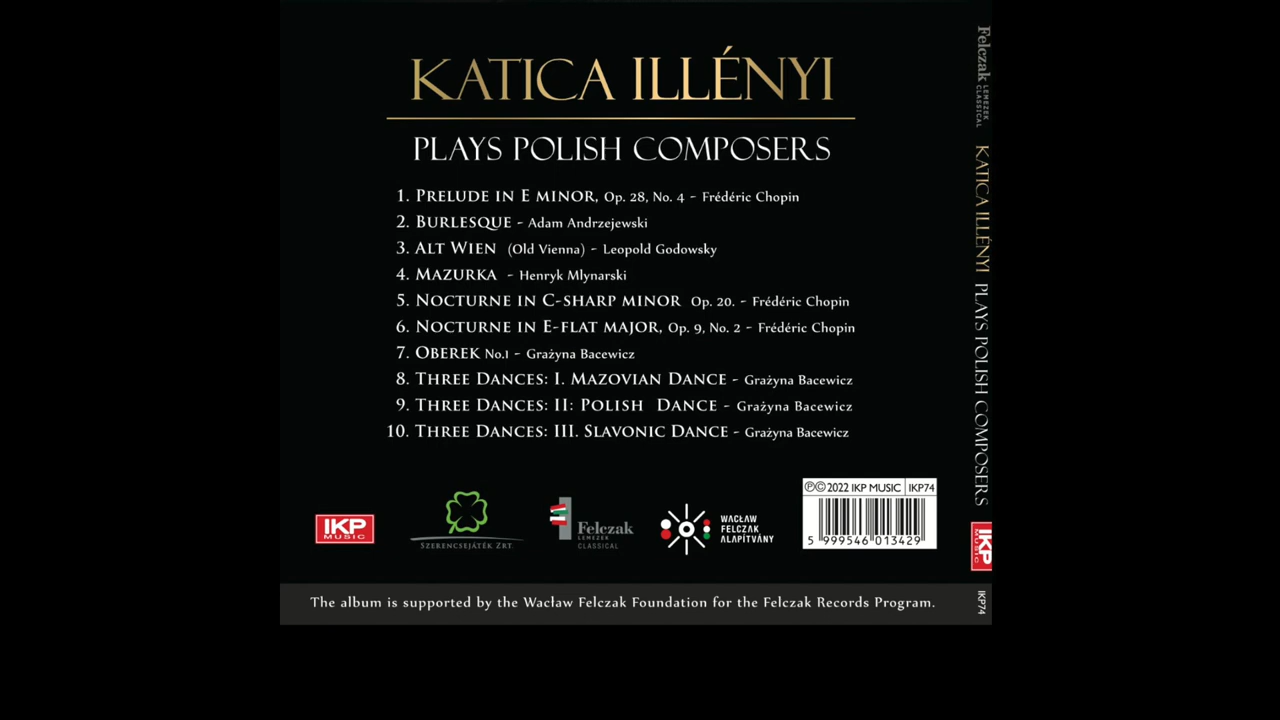 KATICA ILLÉNYI
PLAYS POLISH COMPOSERS
1. PRELUDE IN E MINOR, Op. 28, No. 4 - Frédéric Chopin
2. BURLESQUE - Adam Andrzejewski
3. ALT WIEN (Old Vienna) - Leopold Godowsky
4. MAZURKA - Henryk Mlynarski
5. NOCTURNE IN C-SHARP MINOR Op. 20. - Frédéric Chopin
6. NOCTURNE IN E-FLAT MAJOR, Op. 9, No. 2 - Frédéric Chopin
7. OBEREK No.1 - Grażyna Bacewicz
8. THREE DANCES: I. MAZOVIAN DANCE - Grażyna Bacewicz
9. THREE DANCES: II: POLISH DANCE - Grażyna Bacewicz
10. THREE DANCES: III. SLAVONIC DANCE - Grażyna Bacewicz
IKP
MUSIC
SZERENCSEJÁTÉK ZRT.
Felczak
LEMEZEK
CLASSICAL
WACŁAW
FELCZAK
ALAPÍTVÁNY
℗© 2022 IKP MUSIC IKP74
5 999546 013429
The album is supported by the Wacław Felczak Foundation for the Felczak Records Program.
Felczak
LEMEZEK
CLASSICAL
KATICA ILLÉNYI PLAYS POLISH COMPOSERS
IKP
MUSIC
IKP74